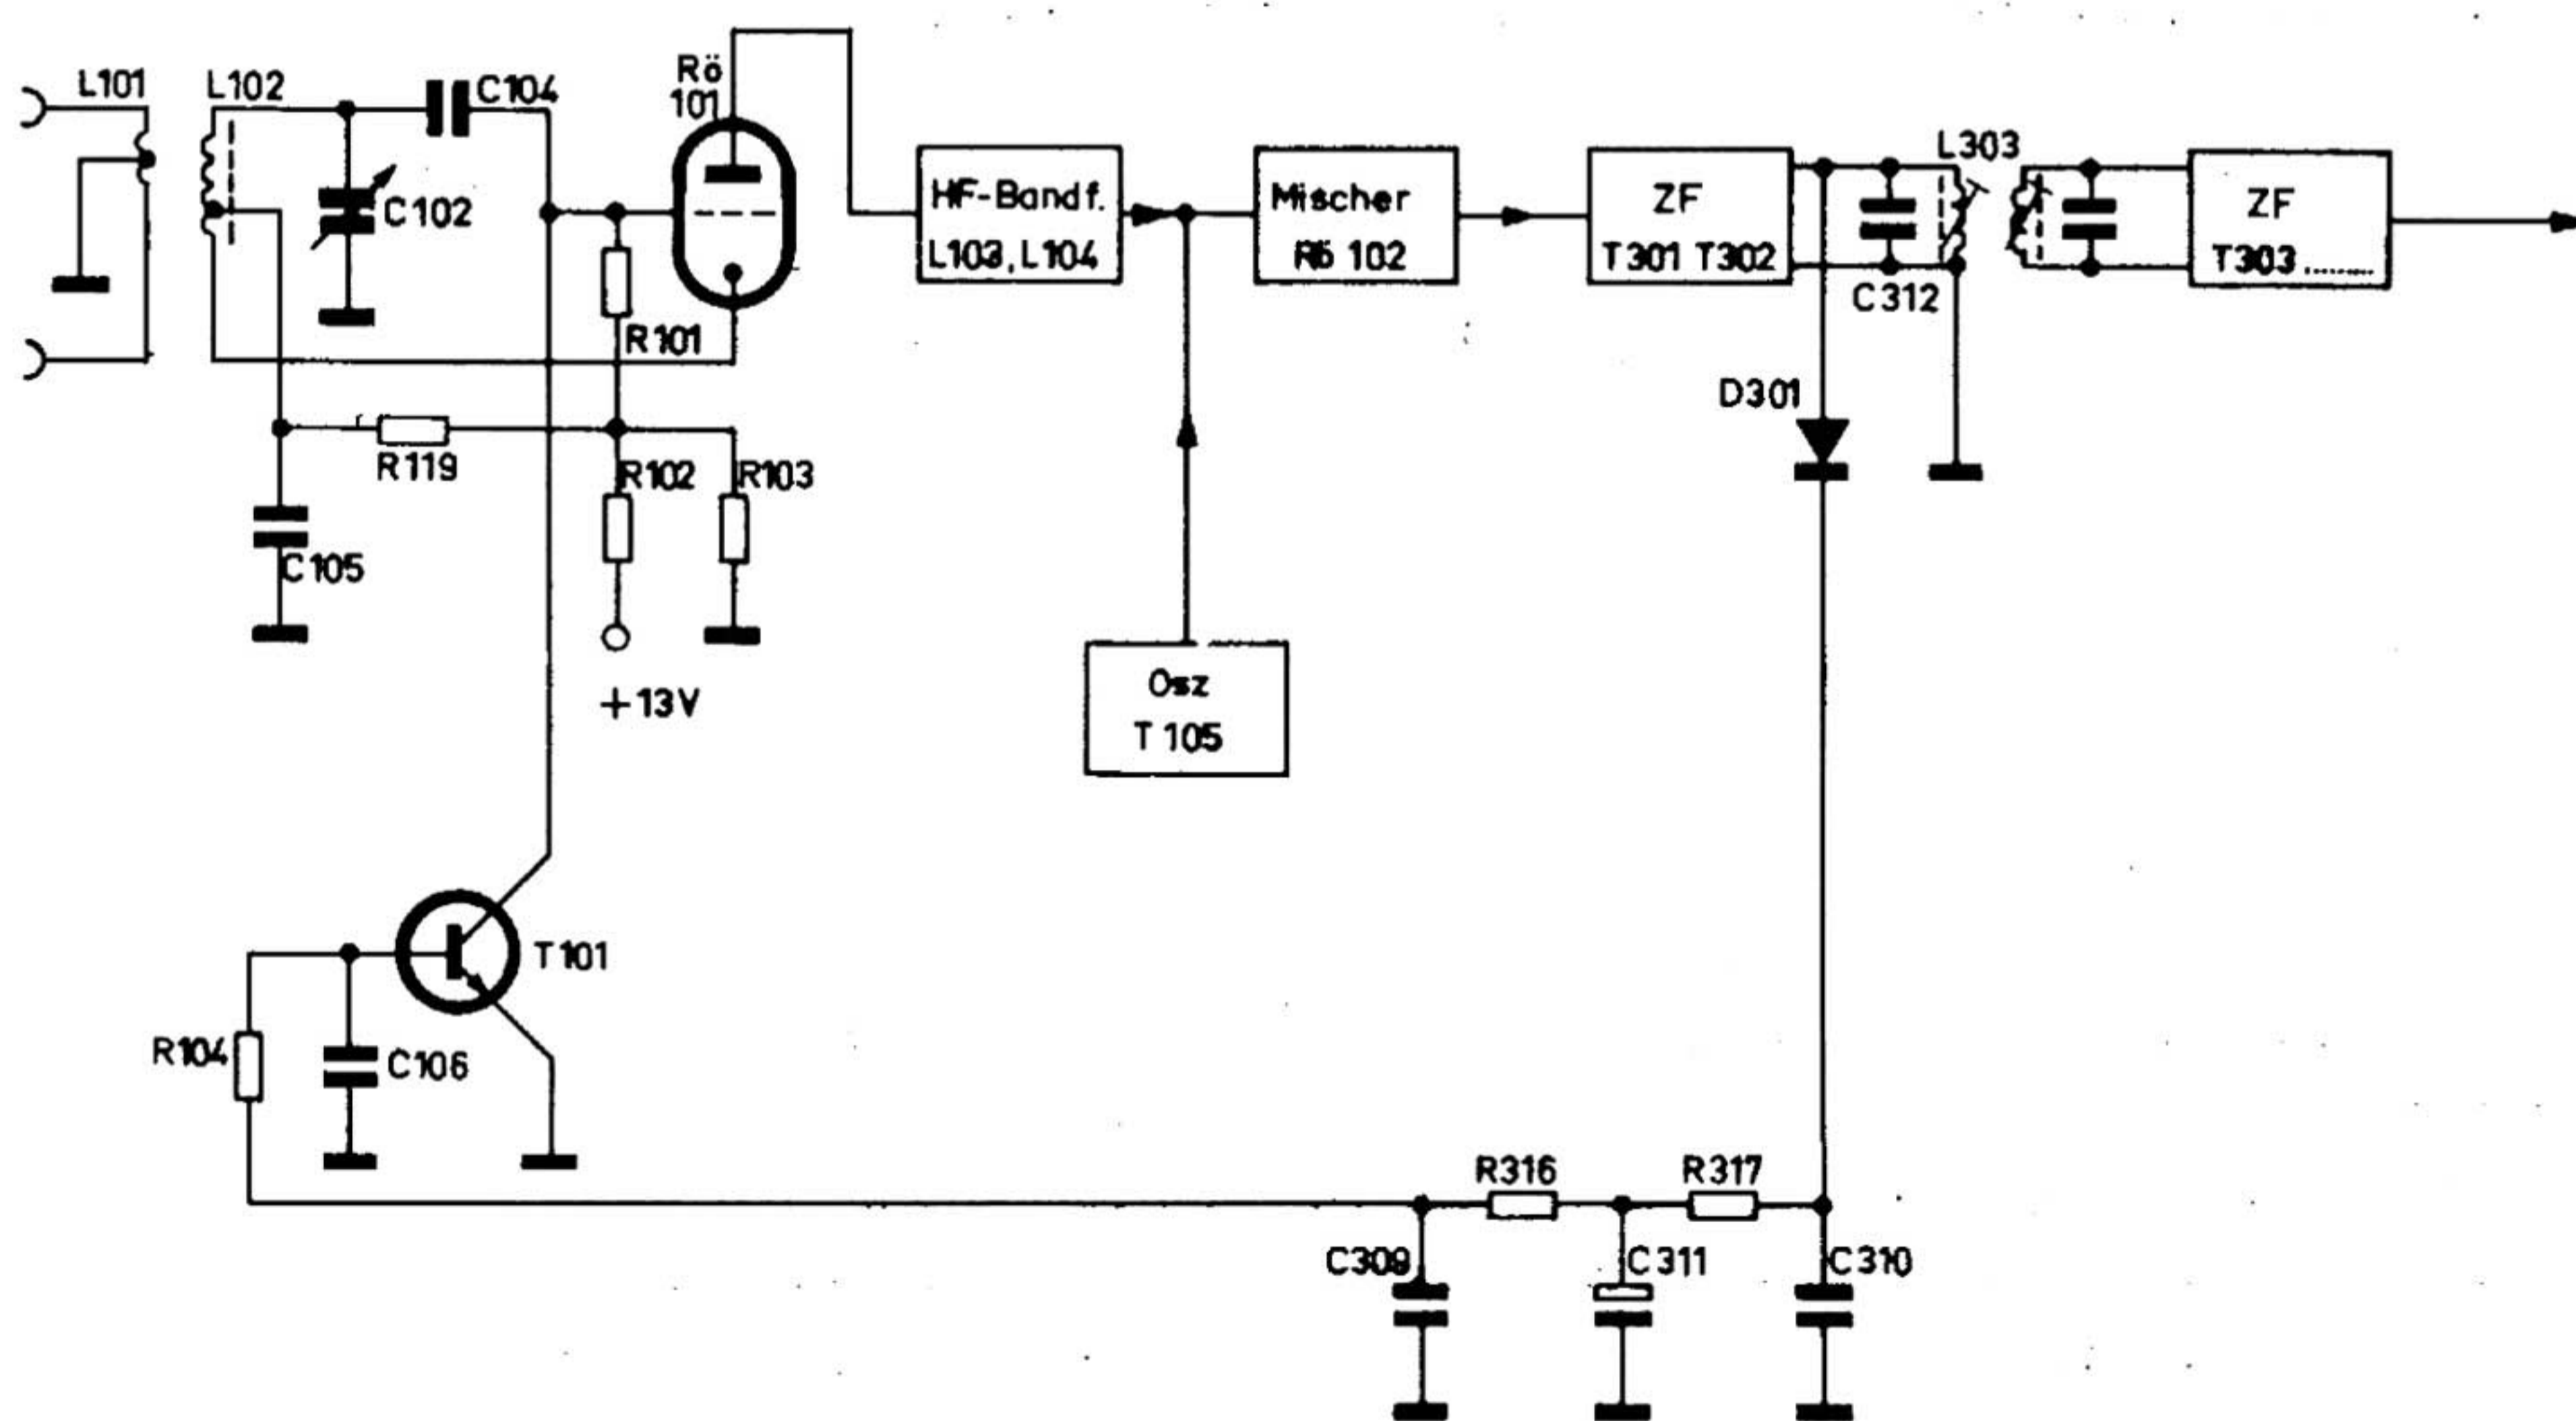 L101
L102
C104
Rö
101
C102
R101
HF-Bandf.
L103, L104
Mischer
Rö 102
ZF
T301 T302
L303
C312
ZF
T303 ........
D301
R119
R102
R103
C105
+13V
Osz
T 105
T101
R104
C106
R316
R317
C309
C311
C310